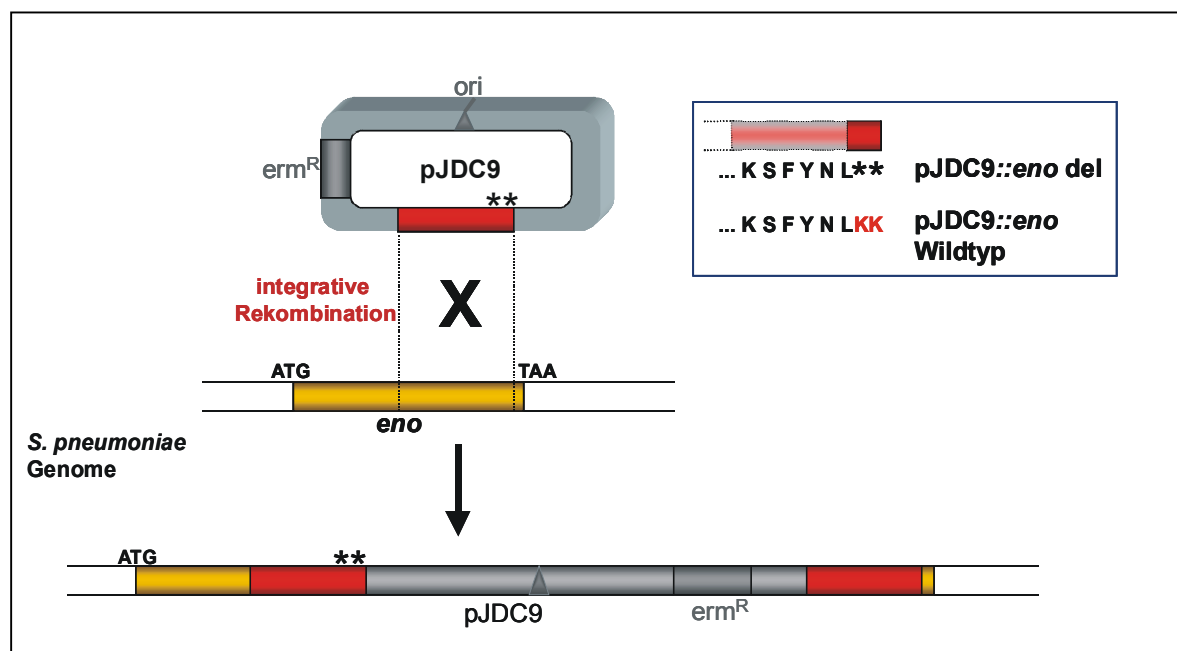 ori
erm^R
pJDC9
**
... K S F Y N L**
pJDC9::eno del
... K S F Y N LKK
pJDC9::eno
Wildtyp
integrative
Rekombination
X
ATG
TAA
eno
S. pneumoniae
Genome
ATG
**
pJDC9
erm^R